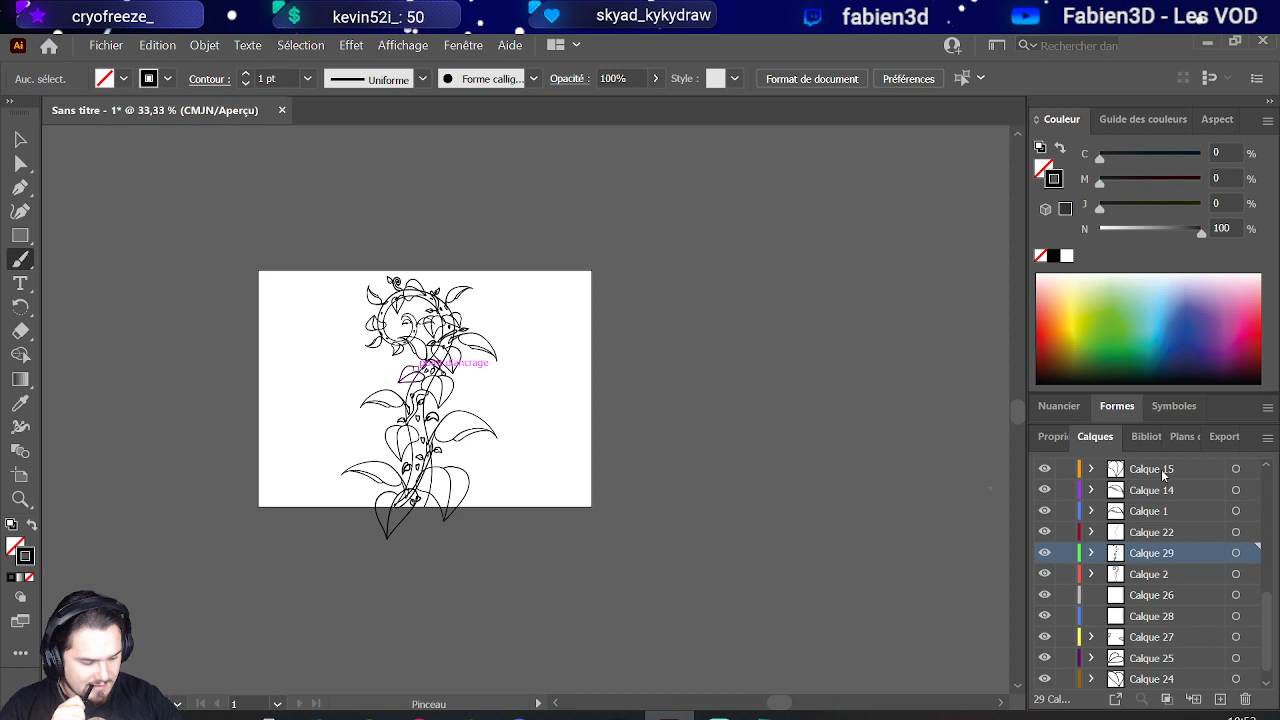 cryofreeze_
kevin52i_: 50
skyad_kykydraw
fabien3d
Fabien3D - Les VOD
Ai
Fichier Edition Objet Texte Sélection Effet Affichage Fenêtre Aide
Rechercher dan
Auc. sélect. Contour : 1 pt Uniforme Forme callig... Opacité : 100% Style : Format de document Préférences
Sans titre - 1* @ 33,33 % (CMJN/Aperçu)
Couleur Guide des couleurs Aspect
C 0 %
M 0 %
J 0 %
N 100 %
Nuancier Formes Symboles
Proprié Calques Bibliot Plans d Export
Calque 15
Calque 14
Calque 1
Calque 22
Calque 29
Calque 2
Calque 26
Calque 28
Calque 27
Calque 25
Calque 24
29 Cal...
1 Pinceau